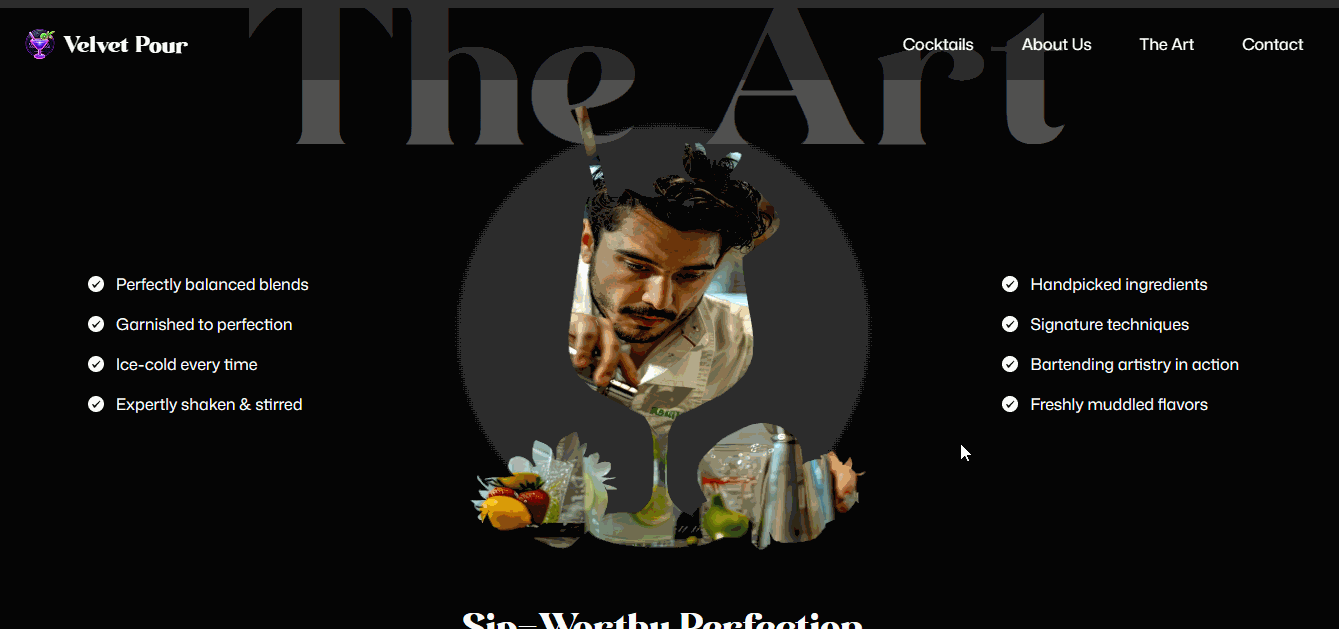 The Art
Velvet Pour
Cocktails
About Us
The Art
Contact
Perfectly balanced blends
Garnished to perfection
Ice-cold every time
Expertly shaken & stirred
Handpicked ingredients
Signature techniques
Bartending artistry in action
Freshly muddled flavors
Sip-Worthy Perfection